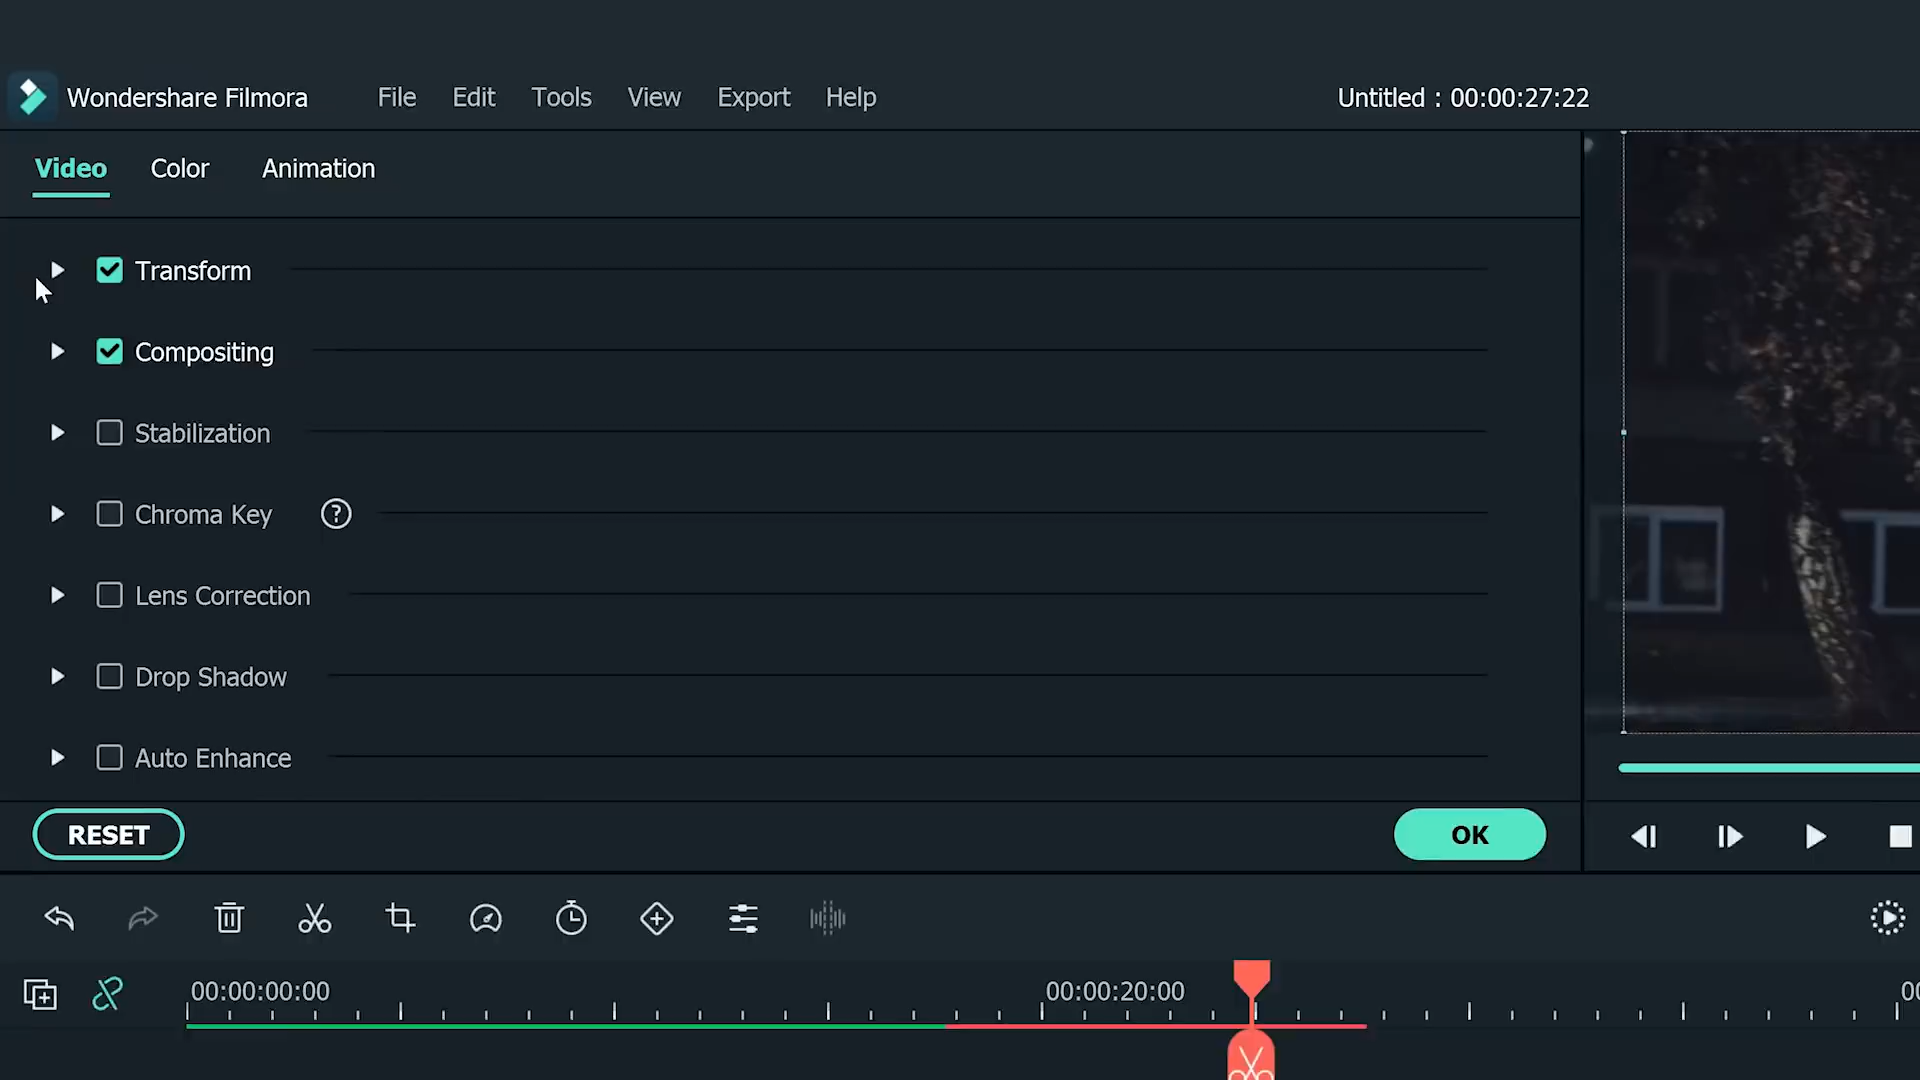 Wondershare Filmora File Edit Tools View Export Help Untitled : 00:00:27:22
Video Color Animation
Transform
Compositing
Stabilization
Chroma Key ?
Lens Correction
Drop Shadow
Auto Enhance
RESET OK
00:00:00:00 00:00:20:00